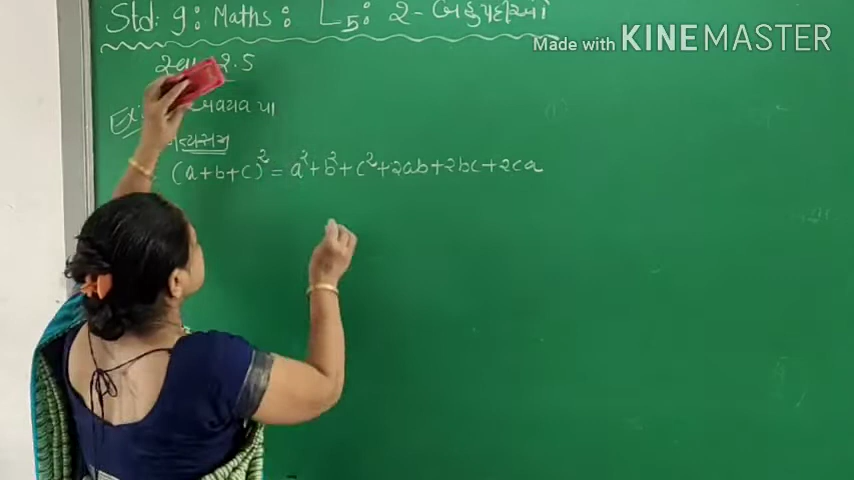 Std. 9 : Maths : L5 : 2 - બહુપદીઓ
Made with KINEMASTER
સ્વા 2.5
Ex: અવયવ પા
નિત્યસમ
(a+b+c)² = a²+b²+c²+2ab+2bc+2ca